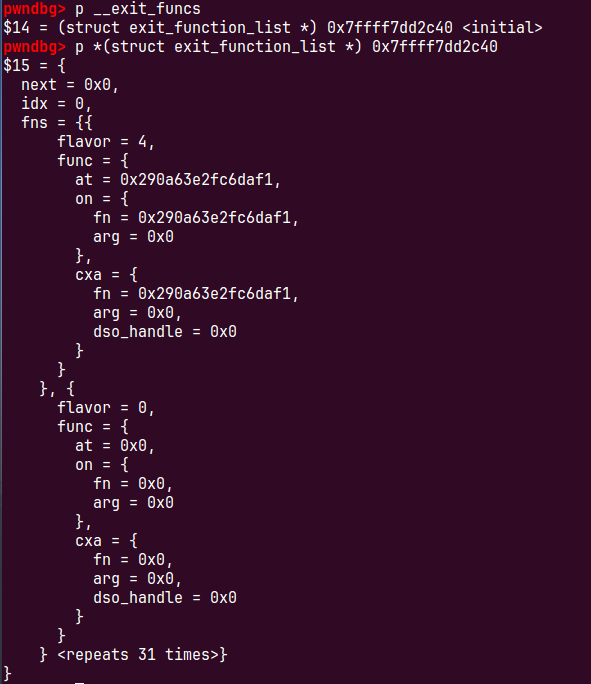 pwndbg> p __exit_funcs
$14 = (struct exit_function_list *) 0x7ffff7dd2c40 <initial>
pwndbg> p *(struct exit_function_list *) 0x7ffff7dd2c40
$15 = {
  next = 0x0,
  idx = 0,
  fns = {{
      flavor = 4,
      func = {
        at = 0x290a63e2fc6daf1,
        on = {
          fn = 0x290a63e2fc6daf1,
          arg = 0x0
        },
        cxa = {
          fn = 0x290a63e2fc6daf1,
          arg = 0x0,
          dso_handle = 0x0
        }
      }
    }, {
      flavor = 0,
      func = {
        at = 0x0,
        on = {
          fn = 0x0,
          arg = 0x0
        },
        cxa = {
          fn = 0x0,
          arg = 0x0,
          dso_handle = 0x0
        }
      }
    } <repeats 31 times>}
}